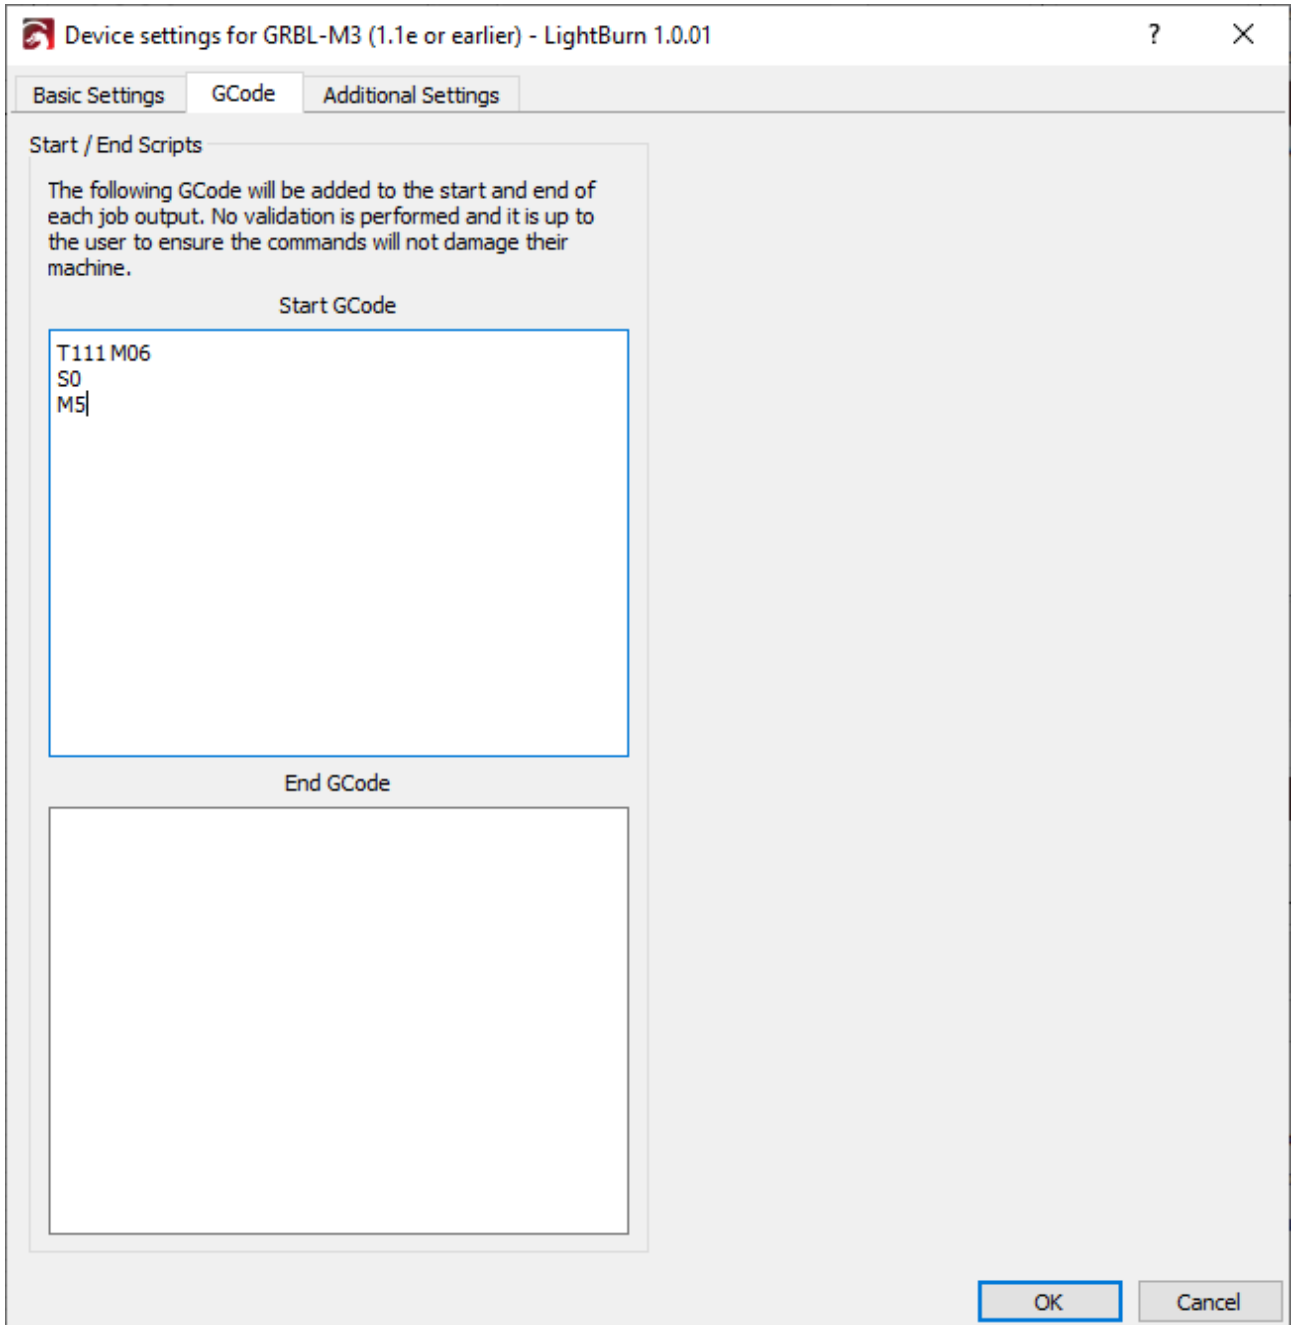 Device settings for GRBL-M3 (1.1e or earlier) - LightBurn 1.0.01
Basic Settings
GCode
Additional Settings
Start / End Scripts
The following GCode will be added to the start and end of
each job output. No validation is performed and it is up to
the user to ensure the commands will not damage their
machine.
Start GCode
T111 M06
S0
M5
End GCode
OK
Cancel